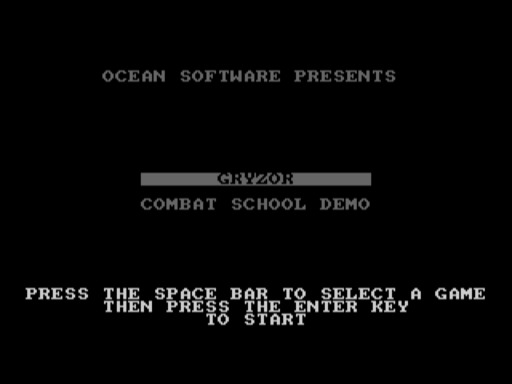 OCEAN SOFTWARE PRESENTS
GRYZOR
COMBAT SCHOOL DEMO
PRESS THE SPACE BAR TO SELECT A GAME
THEN PRESS THE ENTER KEY
TO START